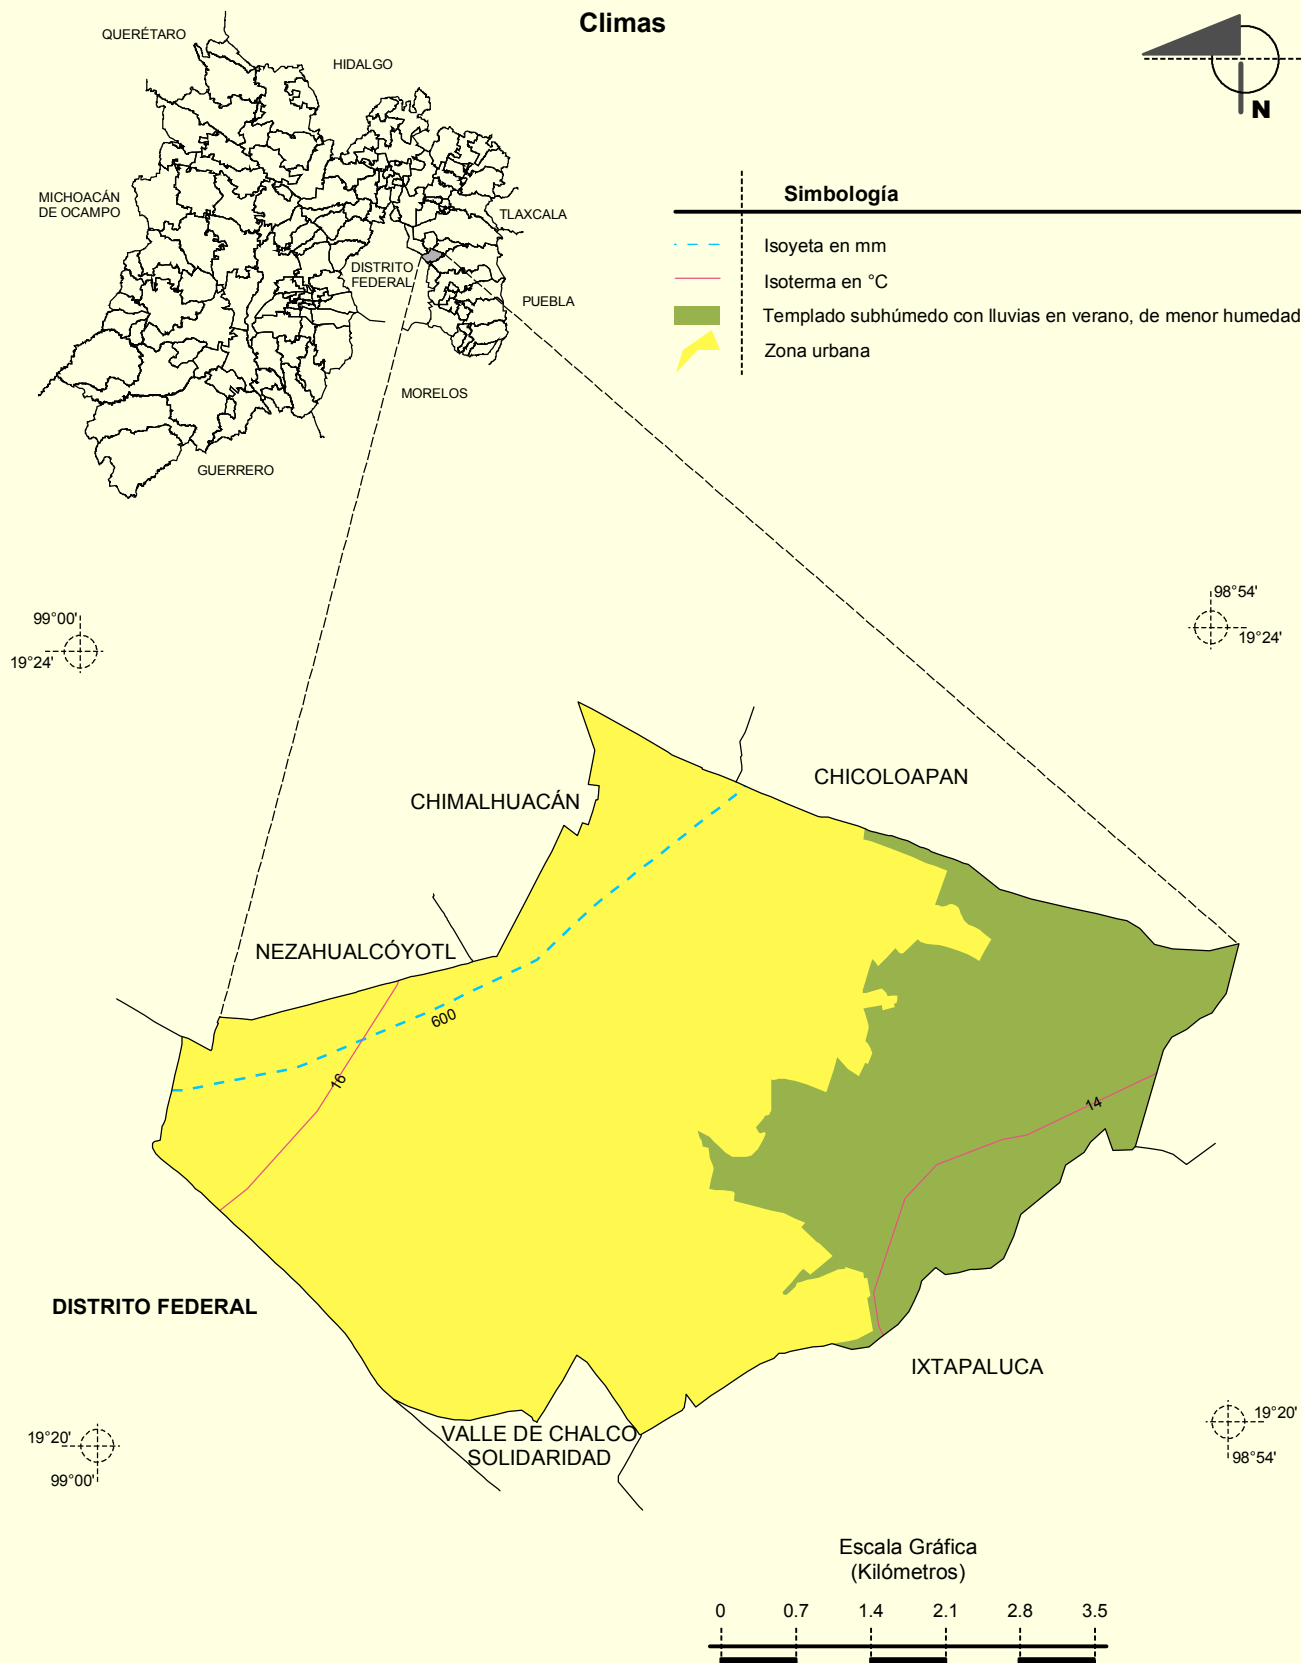 Climas
QUERÉTARO
HIDALGO
MICHOACÁN
DE OCAMPO
TLAXCALA
DISTRITO
FEDERAL
PUEBLA
MORELOS
GUERRERO
N
Simbología
Isoyeta en mm
Isoterma en °C
Templado subhúmedo con lluvias en verano, de menor humedad
Zona urbana
99°00'
19°24'
98°54'
19°24'
CHICOLOAPAN
CHIMALHUACÁN
NEZAHUALCÓYOTL
600
16
14
DISTRITO FEDERAL
IXTAPALUCA
VALLE DE CHALCO
SOLIDARIDAD
19°20'
99°00'
19°20'
98°54'
Escala Gráfica
(Kilómetros)
0 0.7 1.4 2.1 2.8 3.5